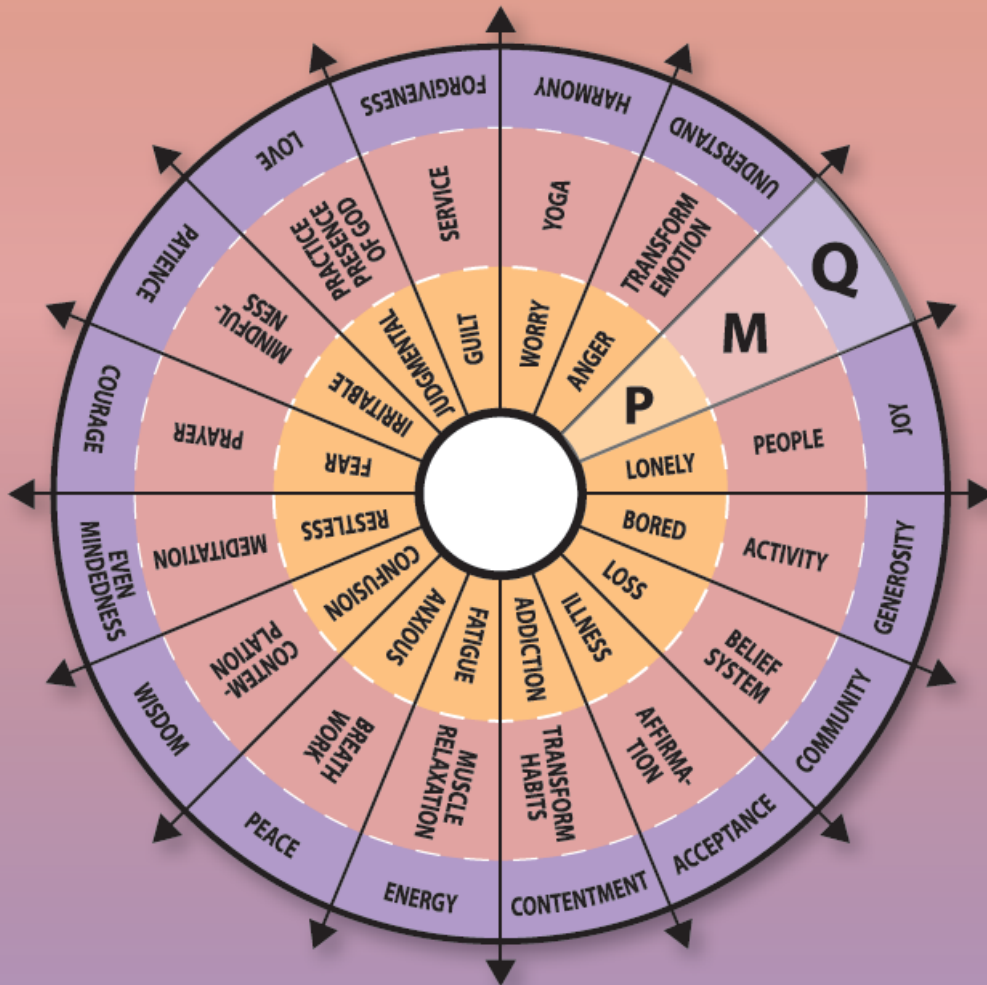 FORGIVENESS
HARMONY
UNDERSTAND
Q
JOY
GENEROSITY
COMMUNITY
ACCEPTANCE
CONTENTMENT
ENERGY
PEACE
WISDOM
EVEN
MINDEDNESS
COURAGE
PATIENCE
LOVE
SERVICE
YOGA
TRANSFORM
EMOTION
M
PEOPLE
ACTIVITY
BELIEF
SYSTEM
AFFIRMA-
TION
TRANSFORM
HABITS
MUSCLE
RELAXATION
BREATH
WORK
CONTEM-
PLATION
MEDITATION
PRAYER
MINDFUL-
NESS
PRACTICE
PRESENCE
OF GOD
GUILT
WORRY
ANGER
P
LONELY
BORED
LOSS
ILLNESS
ADDICTION
FATIGUE
ANXIOUS
CONFUSION
RESTLESS
FEAR
IRRITABLE
JUDGMENTAL